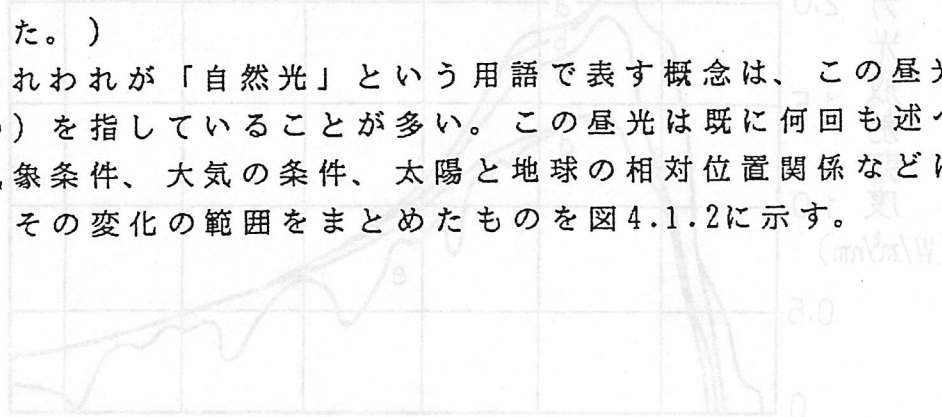 た。）
れわれが「自然光」という用語で表す概念は、この昼
）を指していることが多い。この昼光は既に何回も述
象条件、大気の条件、太陽と地球の相対位置関係など
その変化の範囲をまとめたものを図4.1.2に示す。